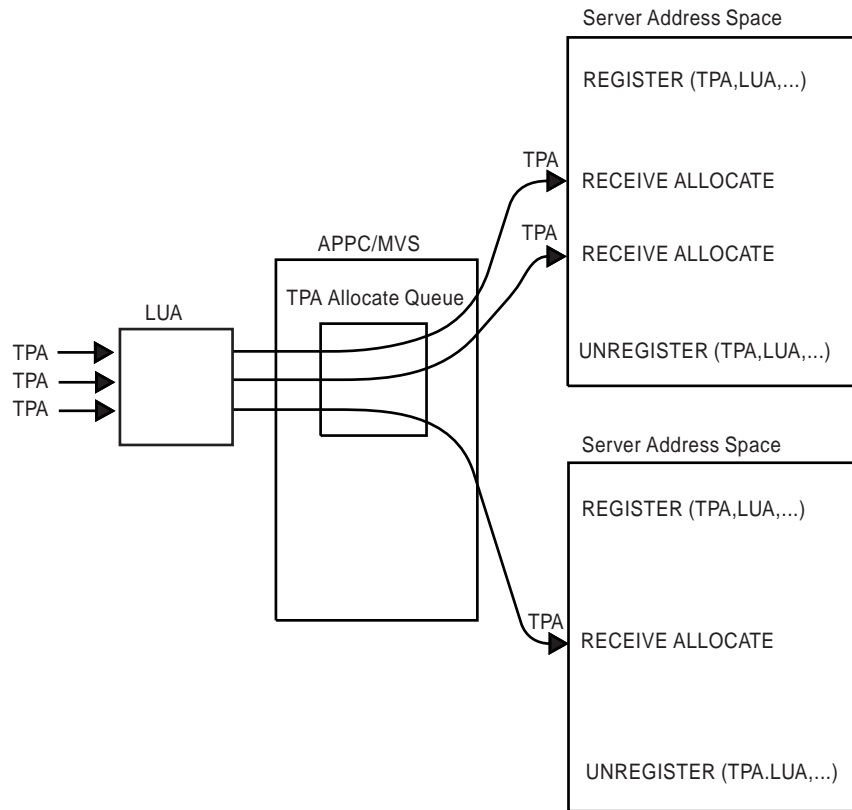 Server Address Space
REGISTER (TPA,LUA,...)
TPA
RECEIVE ALLOCATE
TPA
RECEIVE ALLOCATE
UNREGISTER (TPA,LUA,...)
APPC/MVS
TPA Allocate Queue
LUA
TPA
TPA
TPA
Server Address Space
REGISTER (TPA,LUA,...)
TPA
RECEIVE ALLOCATE
UNREGISTER (TPA.LUA,...)